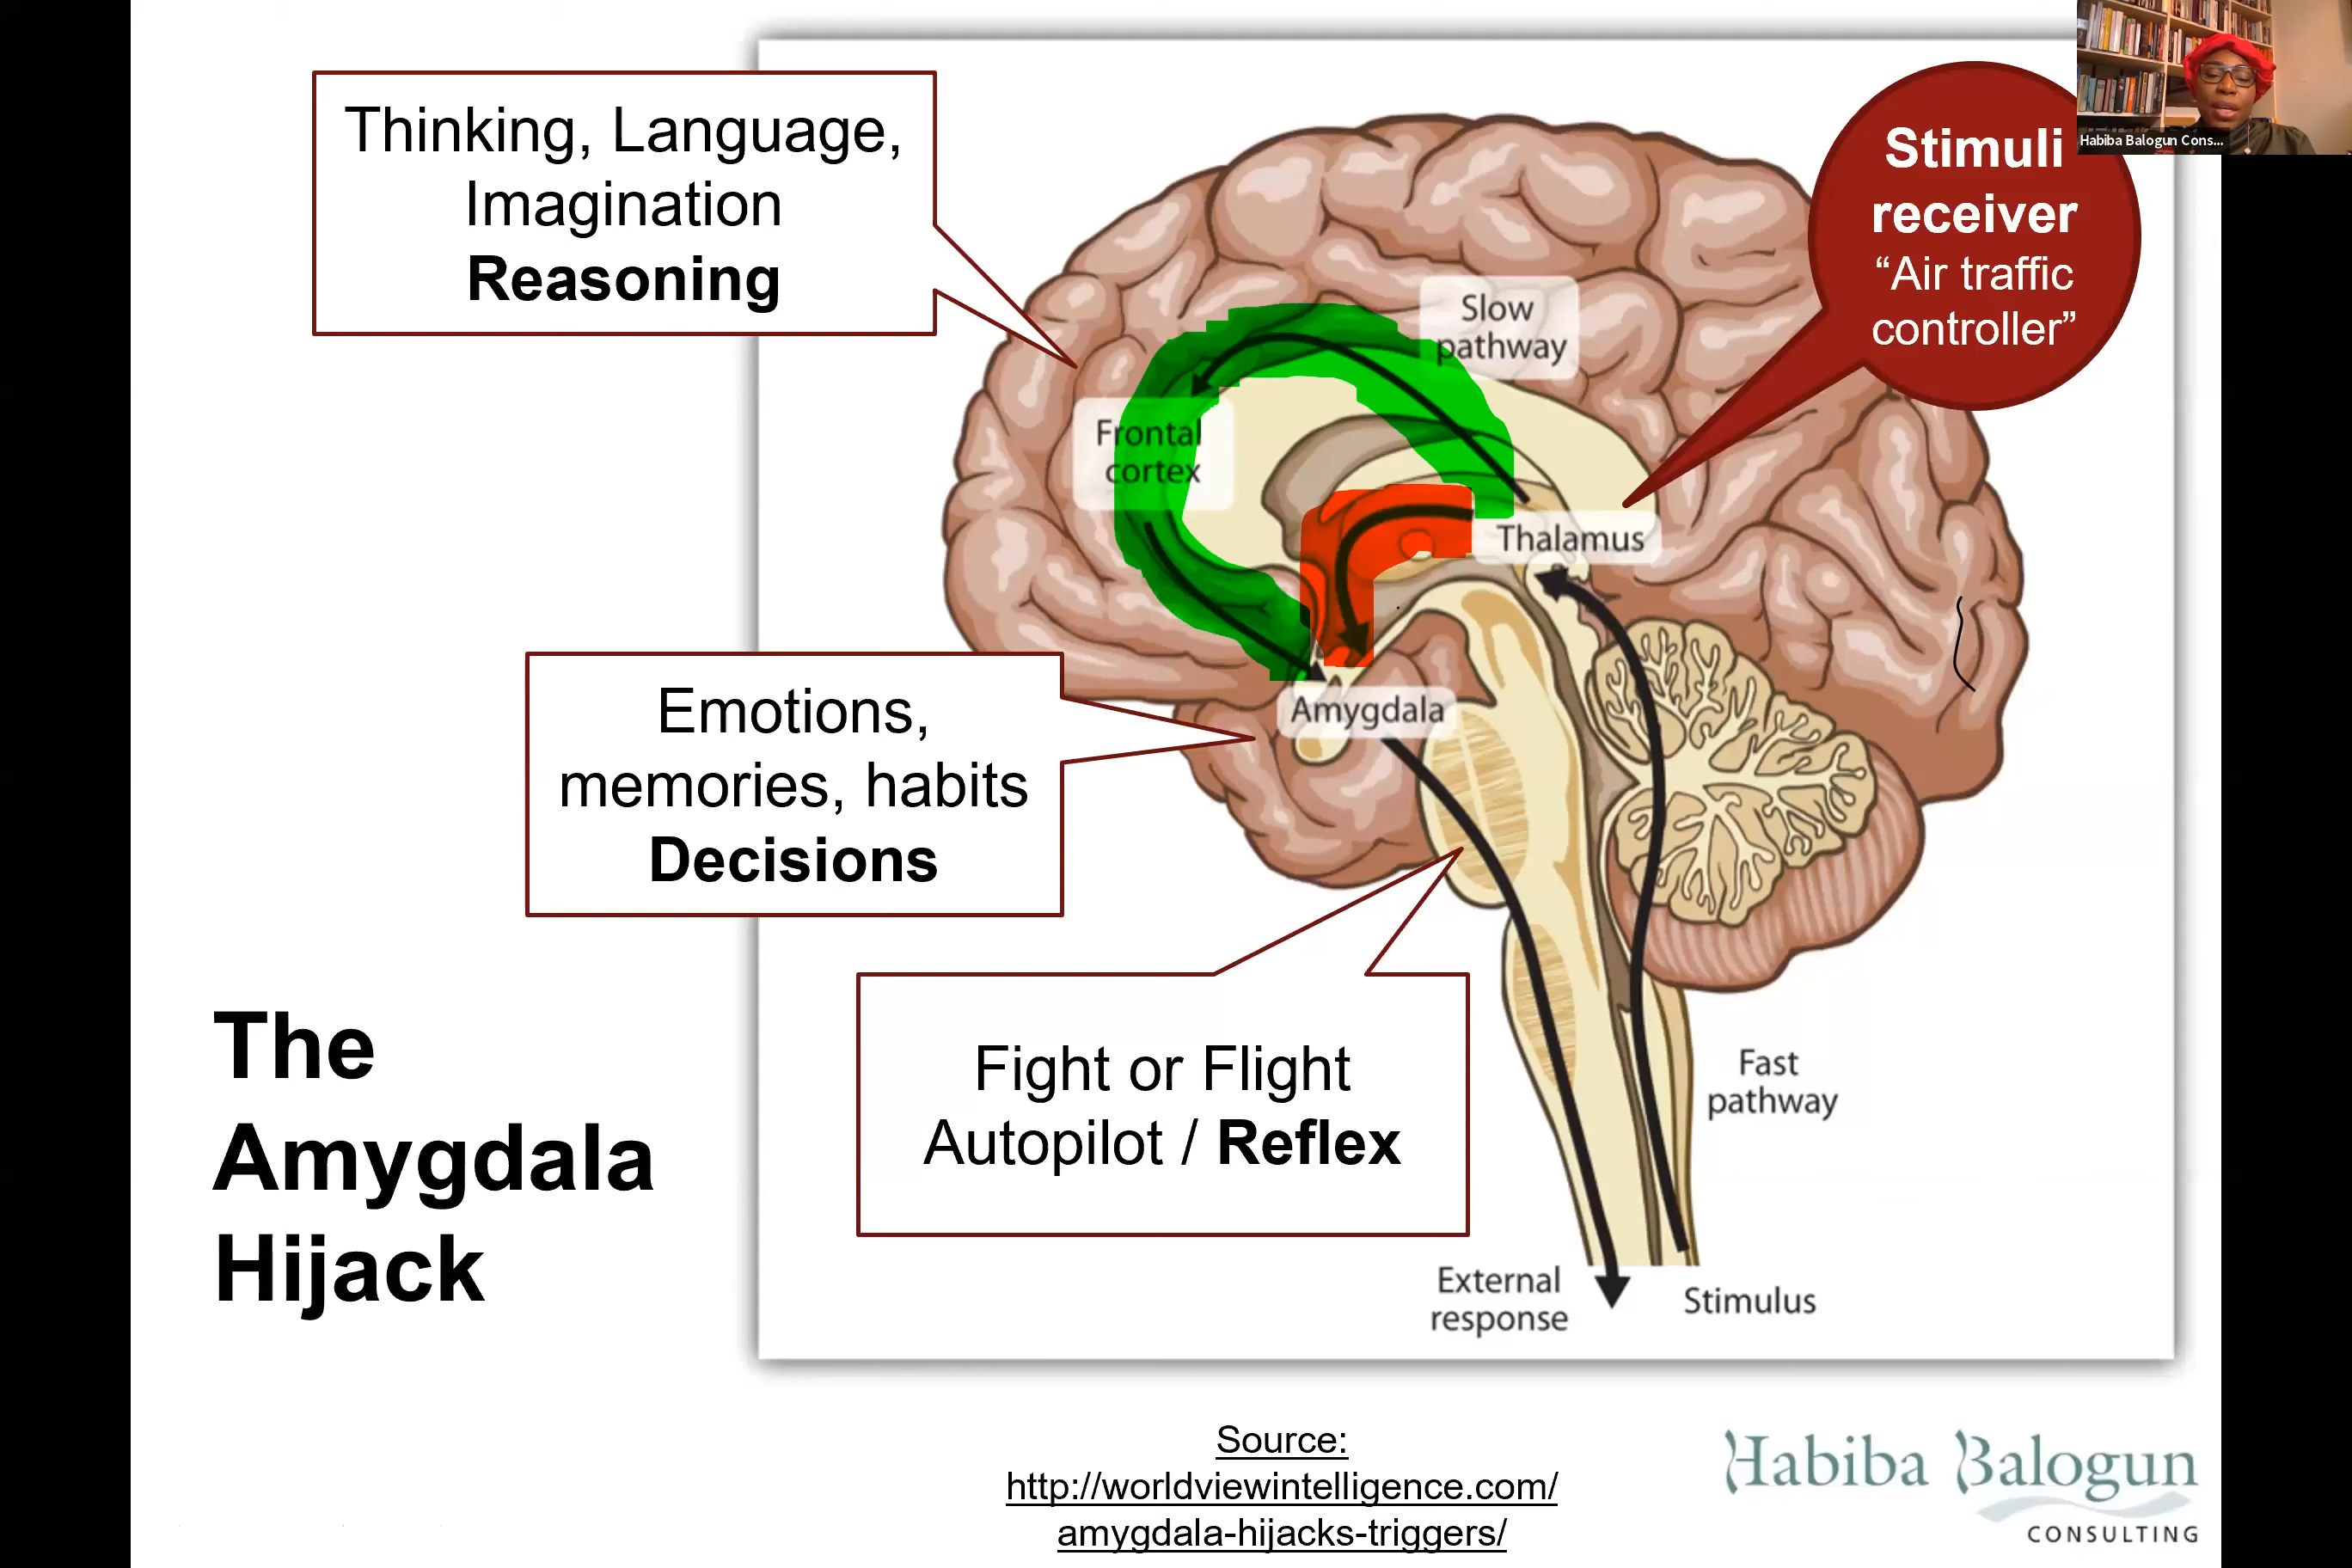 Thinking, Language,
Imagination
Reasoning
Stimuli
receiver
“Air traffic
controller”
Habiba Balogun Cons...
Slow
pathway
Frontal
cortex
Thalamus
Emotions,
memories, habits
Decisions
Amygdala
Fight or Flight
Autopilot / Reflex
Fast
pathway
The
Amygdala
Hijack
External
response
Stimulus
Source:
http://worldviewintelligence.com/
amygdala-hijacks-triggers/
Habiba Balogun
CONSULTING